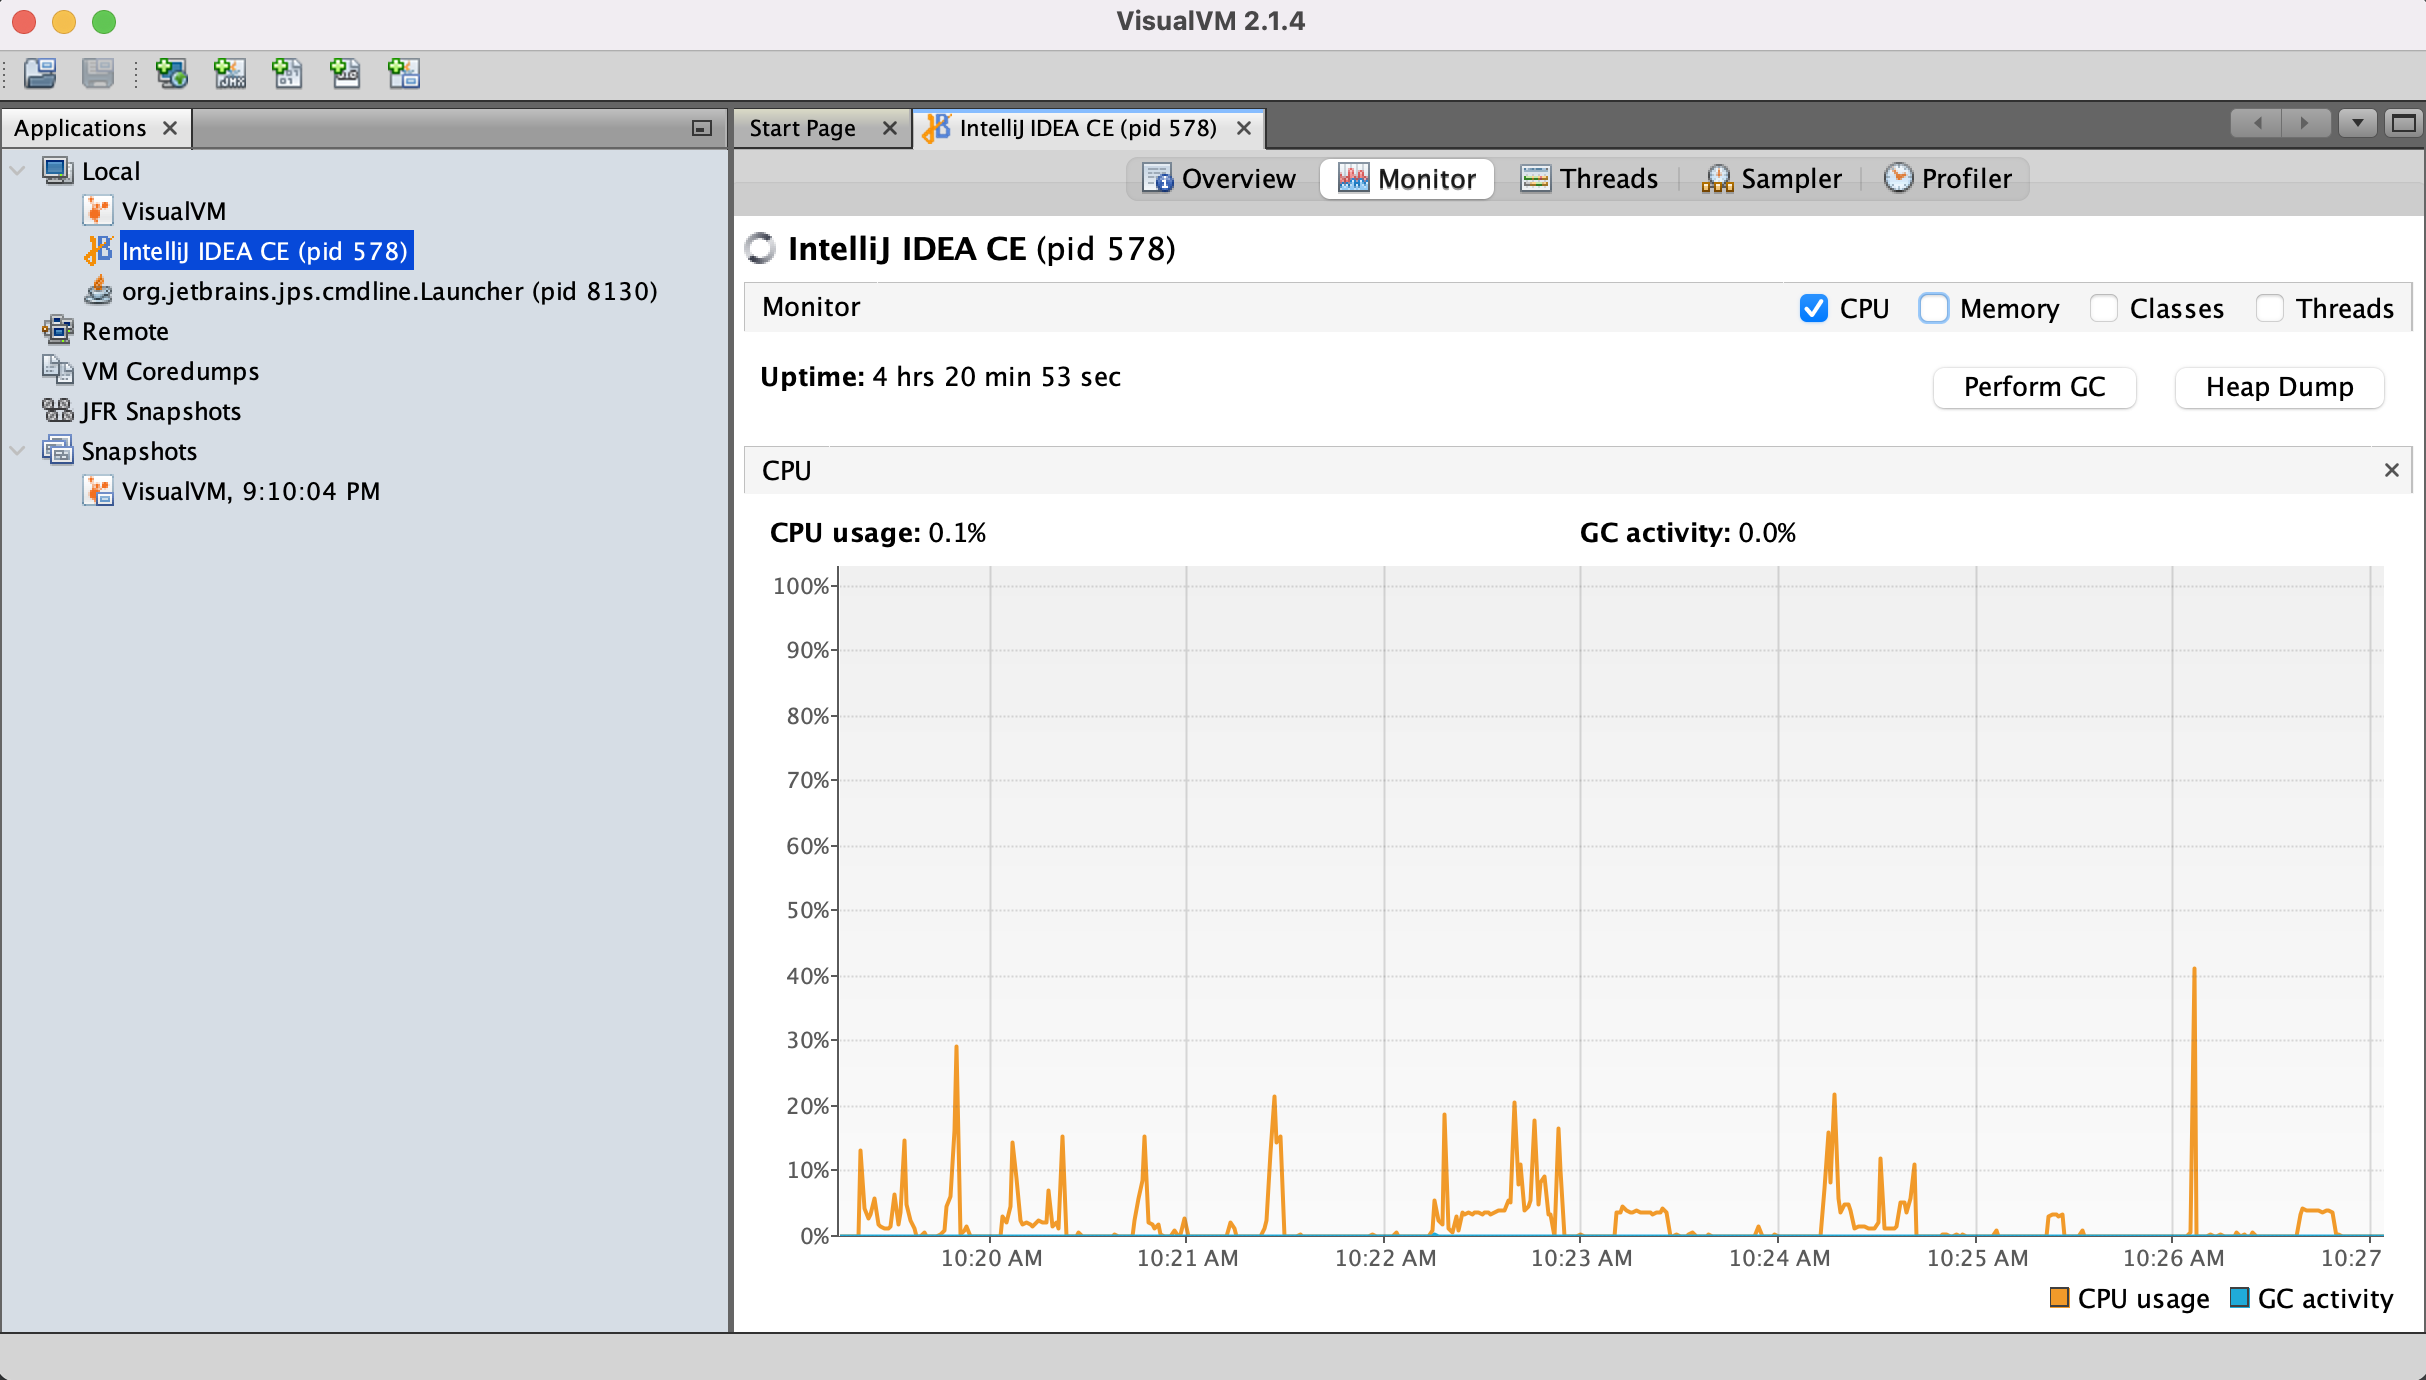 VisualVM 2.1.4
Applications
Start Page
IntelliJ IDEA CE (pid 578)
Local
VisualVM
IntelliJ IDEA CE (pid 578)
org.jetbrains.jps.cmdline.Launcher (pid 8130)
Remote
VM Coredumps
JFR Snapshots
Snapshots
VisualVM, 9:10:04 PM
Overview
Monitor
Threads
Sampler
Profiler
IntelliJ IDEA CE (pid 578)
Monitor
CPU
Memory
Classes
Threads
Uptime: 4 hrs 20 min 53 sec
Perform GC
Heap Dump
CPU
CPU usage: 0.1%
GC activity: 0.0%
100%
90%
80%
70%
60%
50%
40%
30%
20%
10%
0%
10:20 AM
10:21 AM
10:22 AM
10:23 AM
10:24 AM
10:25 AM
10:26 AM
10:27
CPU usage
GC activity